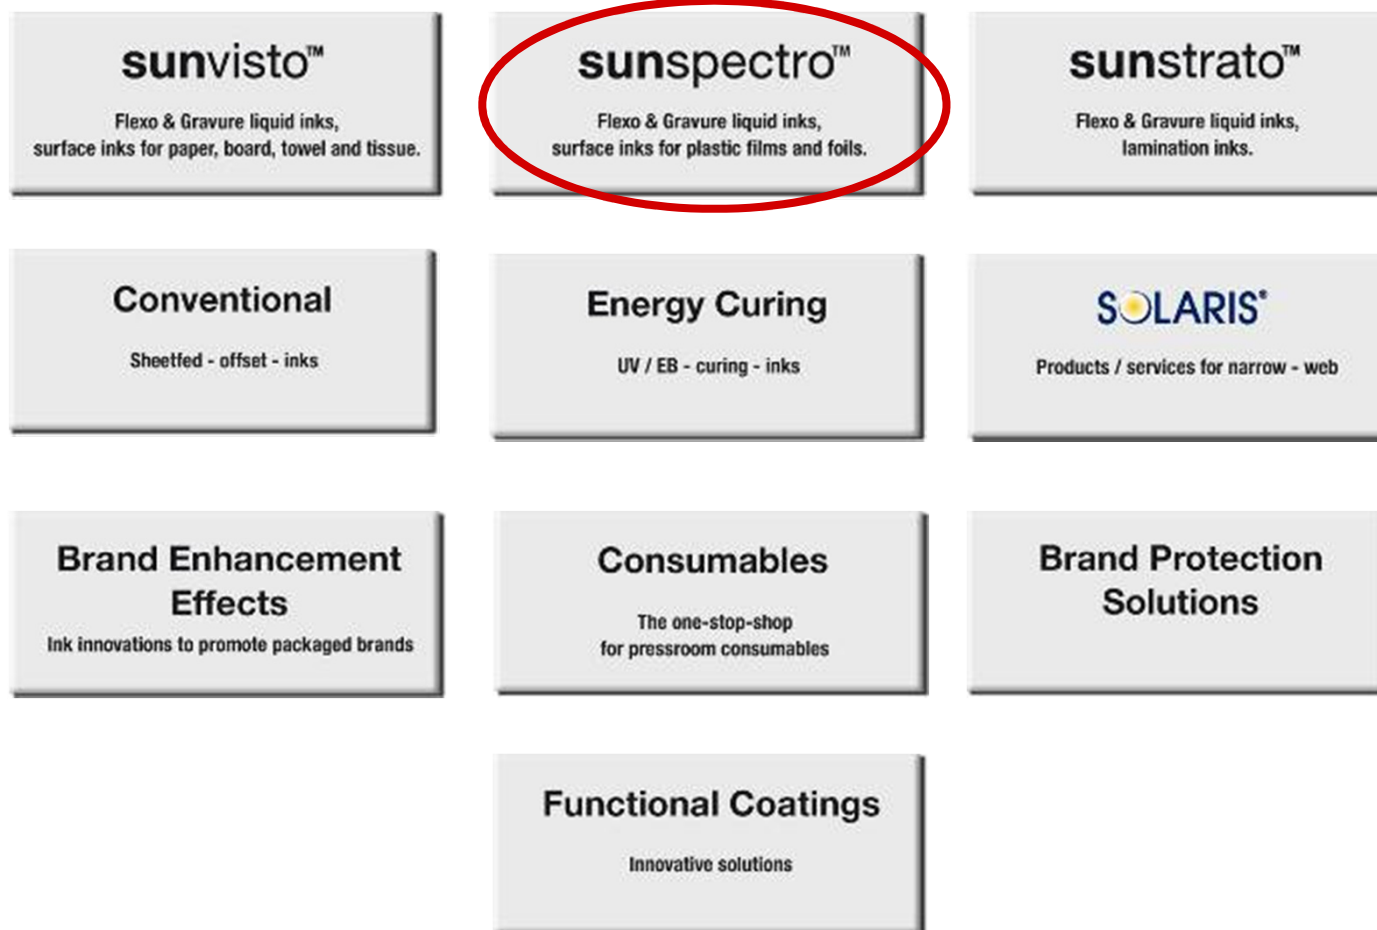 sunvisto™
Flexo & Gravure liquid inks,
surface inks for paper, board, towel and tissue.
sunspectro™
Flexo & Gravure liquid inks,
surface inks for plastic films and foils.
sunstrato™
Flexo & Gravure liquid inks,
lamination inks.
Conventional
Sheetfed - offset - inks
Energy Curing
UV / EB - curing - inks
SOLARIS®
Products / services for narrow - web
Brand Enhancement
Effects
Ink innovations to promote packaged brands
Consumables
The one-stop-shop
for pressroom consumables
Brand Protection
Solutions
Functional Coatings
Innovative solutions